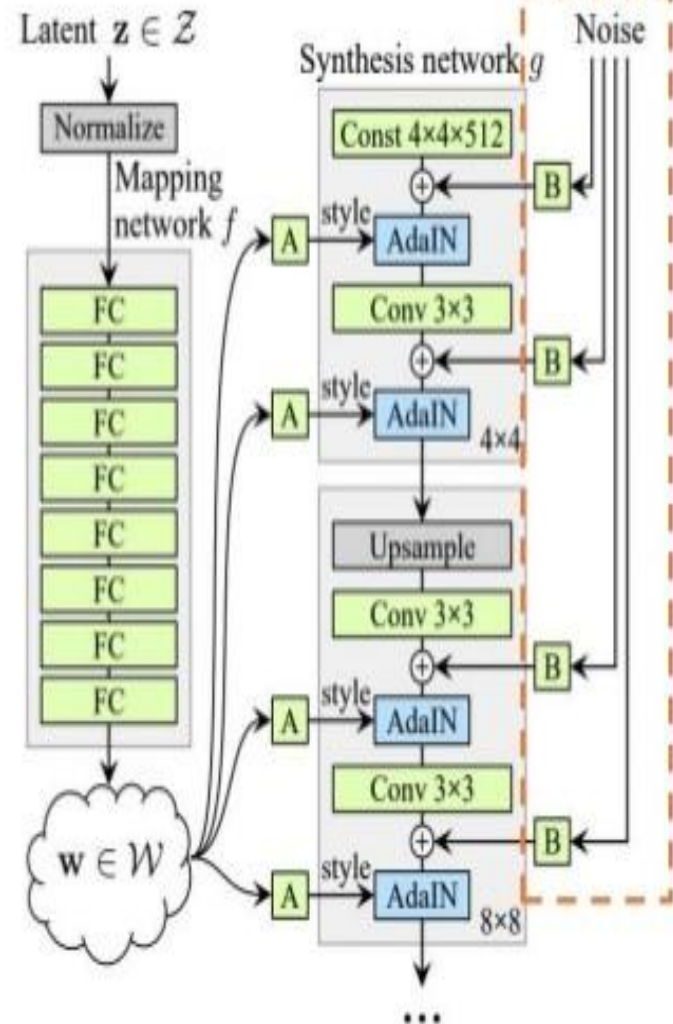 Latent z ∈ Z
Normalize
Mapping
network f
FC
FC
FC
FC
FC
FC
FC
FC
w ∈ W
Synthesis network g
Noise
Const 4×4×512
B
A
style
AdaIN
Conv 3×3
B
A
style
AdaIN
4×4
Upsample
Conv 3×3
B
A
style
AdaIN
Conv 3×3
B
A
style
AdaIN
8×8
...